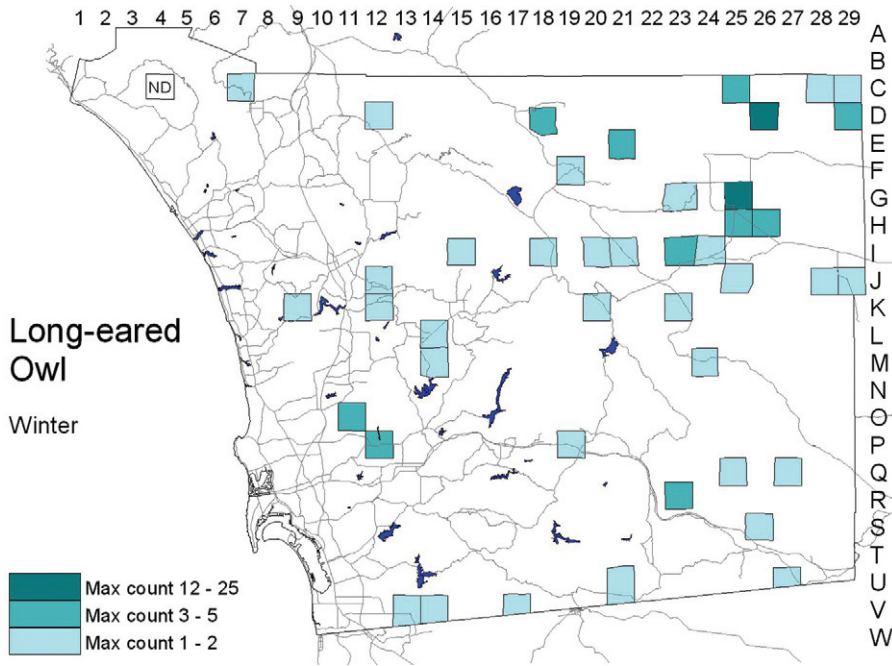 1 2 3 4 5 6 7 8 9 10 11 12 13 14 15 16 17 18 19 20 21 22 23 24 25 26 27 28 29
A
B
C
D
E
F
G
H
I
J
K
L
M
N
O
P
Q
R
S
T
U
V
W
ND
Long-eared
Owl
Winter
Max count 12 - 25
Max count 3 - 5
Max count 1 - 2